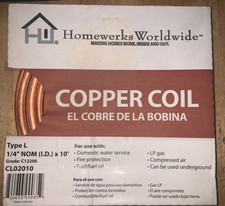 Homewerks Worldwide™
MAKING HOMES WORK. INSIDE AND OUT.
HW
COPPER COIL
EL COBRE DE LA BOBINA
Type L
1/4" NOM (I.D.) x 10'
Grade: C12200
CL02010
For use with:
• Domestic water service
• Fire protection
• Fuel/fuel oil
• LP gas
• Compressed air
• Can be used underground
Para el uso con:
• Servicio de agua para uso doméstico
• Protección contra incendios
• Combustible/Fuel oil
• Gas LP
• El aire comprimido
• Puede ser usado bajo tierra